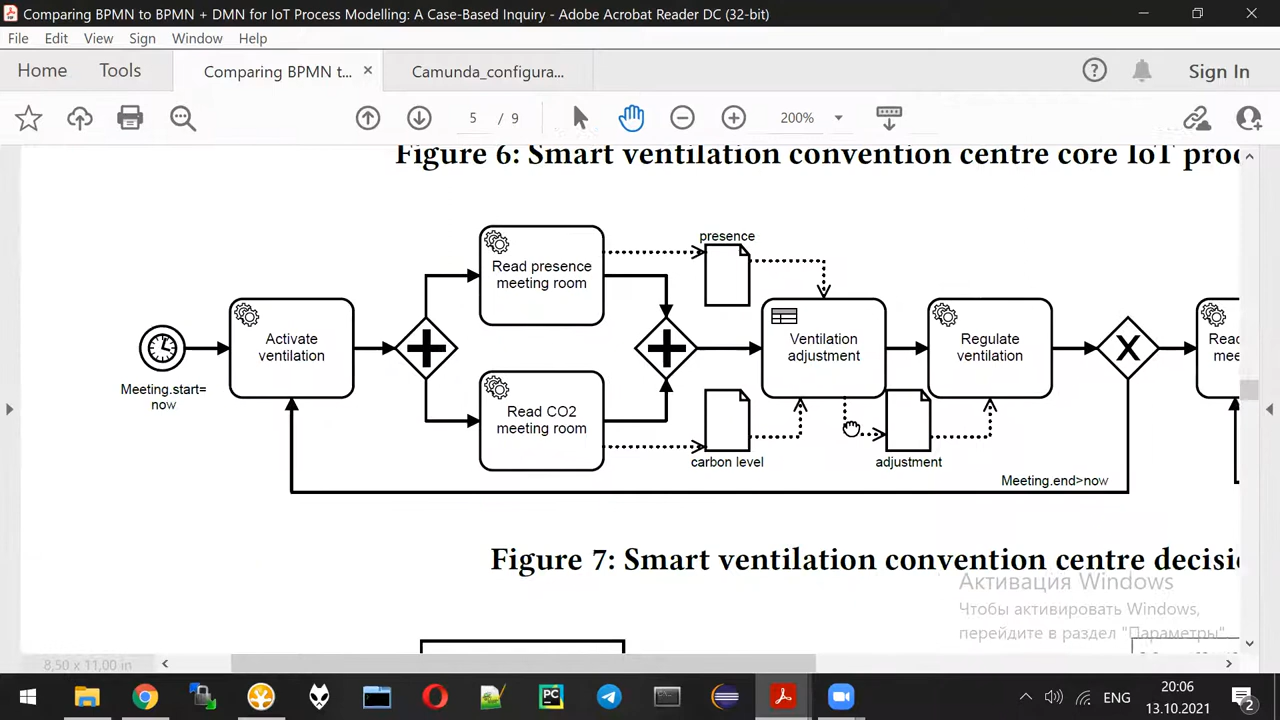 Comparing BPMN to BPMN + DMN for IoT Process Modelling: A Case-Based Inquiry - Adobe Acrobat Reader DC (32-bit)
File Edit View Sign Window Help
Home Tools Comparing BPMN t... Camunda_configura... Sign In
5 / 9 200%
Figure 6: Smart ventilation convention centre core IoT proc
presence
Read presence
meeting room
Activate
ventilation
Ventilation
adjustment
Regulate
ventilation
Read
mee
Meeting.start=
now
Read CO2
meeting room
carbon level
adjustment
Meeting.end>now
Figure 7: Smart ventilation convention centre decisi
Активация Windows
Чтобы активировать Windows,
перейдите в раздел "Параметры".
8,50 x 11,00 in
ENG
20:06
13.10.2021
2